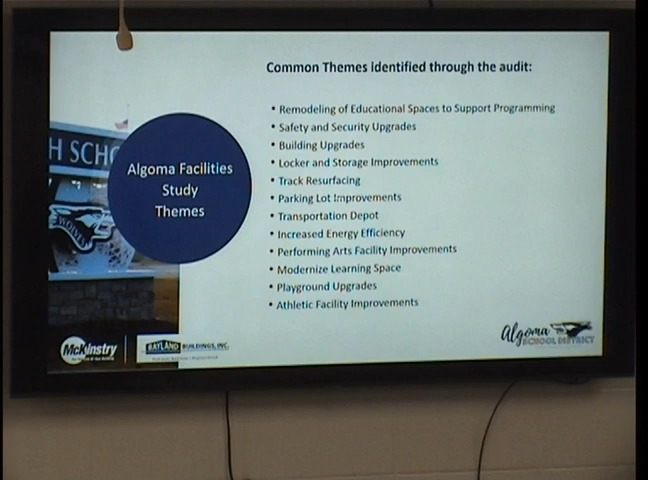 Common Themes identified through the audit:
• Remodeling of Educational Spaces to Support Programming
• Safety and Security Upgrades
• Building Upgrades
• Locker and Storage Improvements
• Track Resurfacing
• Parking Lot Improvements
• Transportation Depot
• Increased Energy Efficiency
• Performing Arts Facility Improvements
• Modernize Learning Space
• Playground Upgrades
• Athletic Facility Improvements
Algoma Facilities
Study
Themes
H SCHO
WOLVES
McKinstry
BAYLAND BUILDINGS, INC.
Algoma
SCHOOL DISTRICT